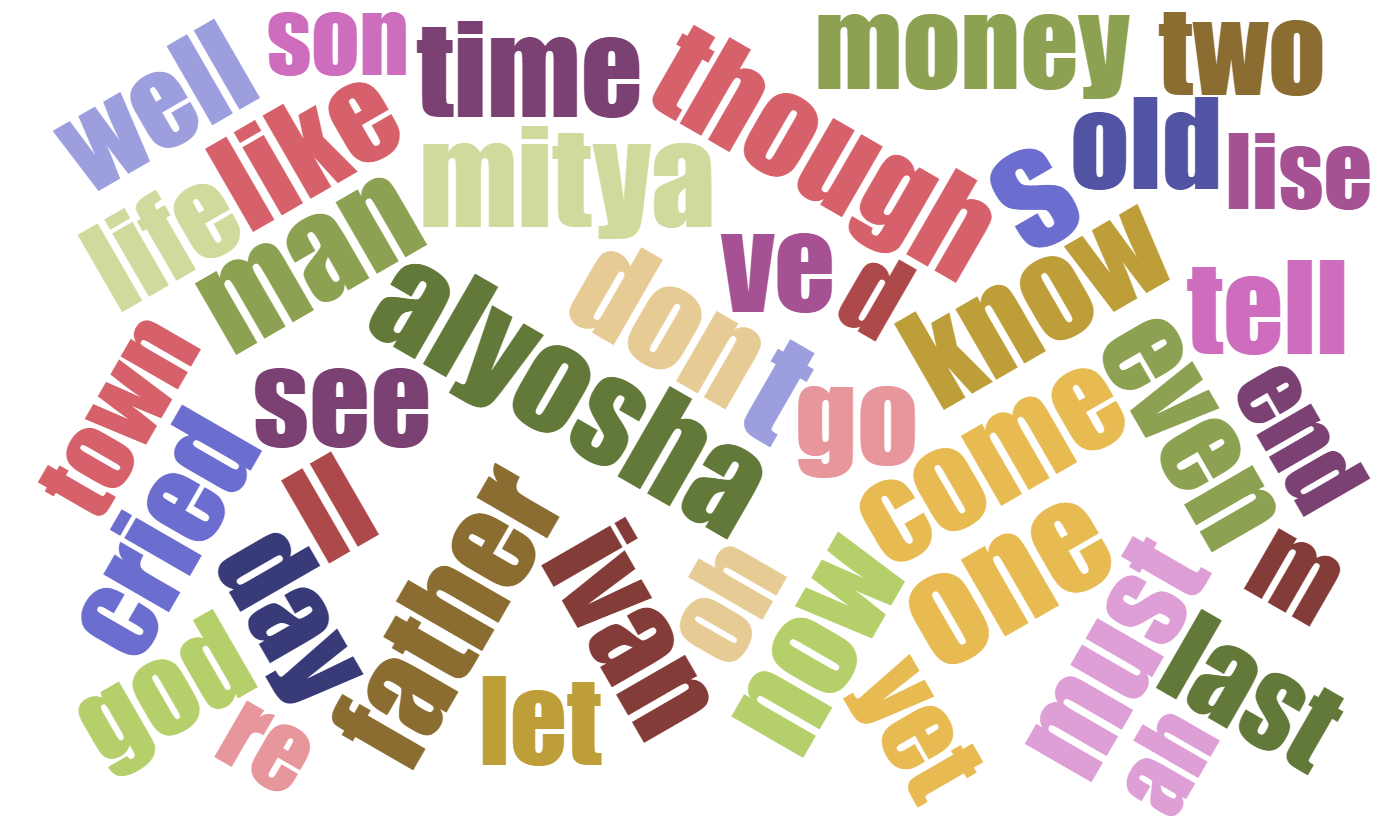 well
son
time
though
money
two
like
mitya
old
lise
s
life
man
ve
d
know
tell
alyosha
don
t
go
town
see
come
even
end
cried
ll
father
ivan
oh
now
one
m
day
must
last
god
re
let
yet
ah